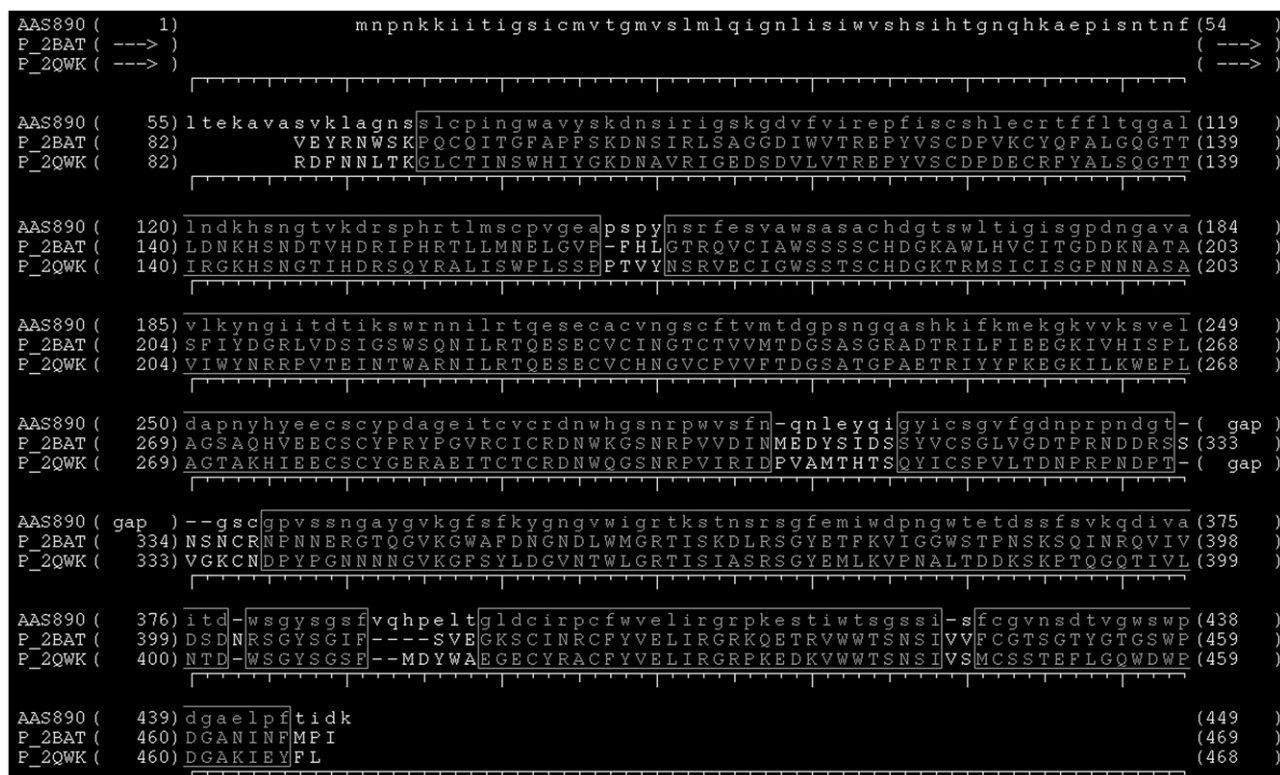 AAS890 ( 1) mnpnkkiitigsicmvtgmvslmlqignlisiwvshsihtgnqhkaepisntnf (54 )
P_2BAT ( ---> ) ( ---> )
P_2QWK ( ---> ) ( ---> )
AAS890 ( 55) ltekavasvklagnsslcpingwavyskdnsirigskgdvfvirepfiscshlecrtffltqgal (119 )
P_2BAT ( 82) VEYRNWSKPQCQITGFAPFSKDNSIRLSAGGDIWVTREPYVSCDPVKCYQFALGQGTT (139 )
P_2QWK ( 82) RDFNNLTKGLCTINSWHIYGKDNAVRIGEDSDVLVTREPYVSCDPDECRFYALSQGTT (139 )
AAS890 ( 120) lndkhsngtvkdrsphrtlmscpvgeapspynsrfesvawsasachdgtswltigisgpdngava (184 )
P_2BAT ( 140) LDNKHSNDTVHDRIPHRTLLMNELGVP-FHLGTRQVCIAWSSSSCHDGKAWLHVCITGDDKNATA (203 )
P_2QWK ( 140) IRGKHSNGTIHDRSQYRALISWPLSSPPTVYNSRVECIGWSSTSCHDGKTRMSICISGPNNNASA (203 )
AAS890 ( 185) vlkyngiitdtikswrnnilrtqesecacvngscftvmtdgpsngqashkifkmekgkvvksvel (249 )
P_2BAT ( 204) SFIYDGRLVDSIGSWSQNILRTQESECVCINGTCTVVMTDGSASGRADTRILFIEEGKIVHISPL (268 )
P_2QWK ( 204) VIWYNRRPVTEINTWARNILRTQESECVCHNGVCPVVFTDGSATGPAETRIYYFKEGKILKWEPL (268 )
AAS890 ( 250) dapnyhyeecscypdageitcvcrdnwhgsnrpwvsfn-qnleyqigyicsgvfgdnprpndgt- ( gap )
P_2BAT ( 269) AGSAQHVEECSCYPRYPGVRCICRDNWKGSNRPVVDINMEDYSIDSSYVCSGLVGDTPRNDDRSS (333 )
P_2QWK ( 269) AGTAKHIEECSCYGERAEITCTCRDNWQGSNRPVIRIDPVAMTHTSQYICSPVLTDNPRPNDPT- ( gap )
AAS890 ( gap ) --gscgpvssngaygvkgfsfkygngvwigrtkstnsrsgfemiwdpngwtetdssfsvkqdiva (375 )
P_2BAT ( 334) NSNCRNPNNERGTQGVKGWAFDNGNDLWMGRTISKDLRSGYETFKVIGGWSTPNSKSQINRQVIV (398 )
P_2QWK ( 333) VGKCNDPYPGNNNNGVKGFSYLDGVNTWLGRTISIASRSGYEMLKVPNALTDDKSKPTQGQTIVL (399 )
AAS890 ( 376) itd-wsgysgsfvqhpeltgldcirpcfwvelirgrpkestiwtsgssi-sfcgvnsdtvgwswp (438 )
P_2BAT ( 399) DSDNRSGYSGIF----SVEGKSCINRCFYVELIRGRKQETRVWWTSNSIVVFCGTSGTYGTGSWP (459 )
P_2QWK ( 400) NTD-WSGYSGSF--MDYWAEGECYRACFYVELIRGRPKEDKVWWTSNSIVSMCSSTEFLGQWDWP (459 )
AAS890 ( 439) dgaelpftidk (449 )
P_2BAT ( 460) DGANINFMPI (469 )
P_2QWK ( 460) DGAKIEYFL (468 )